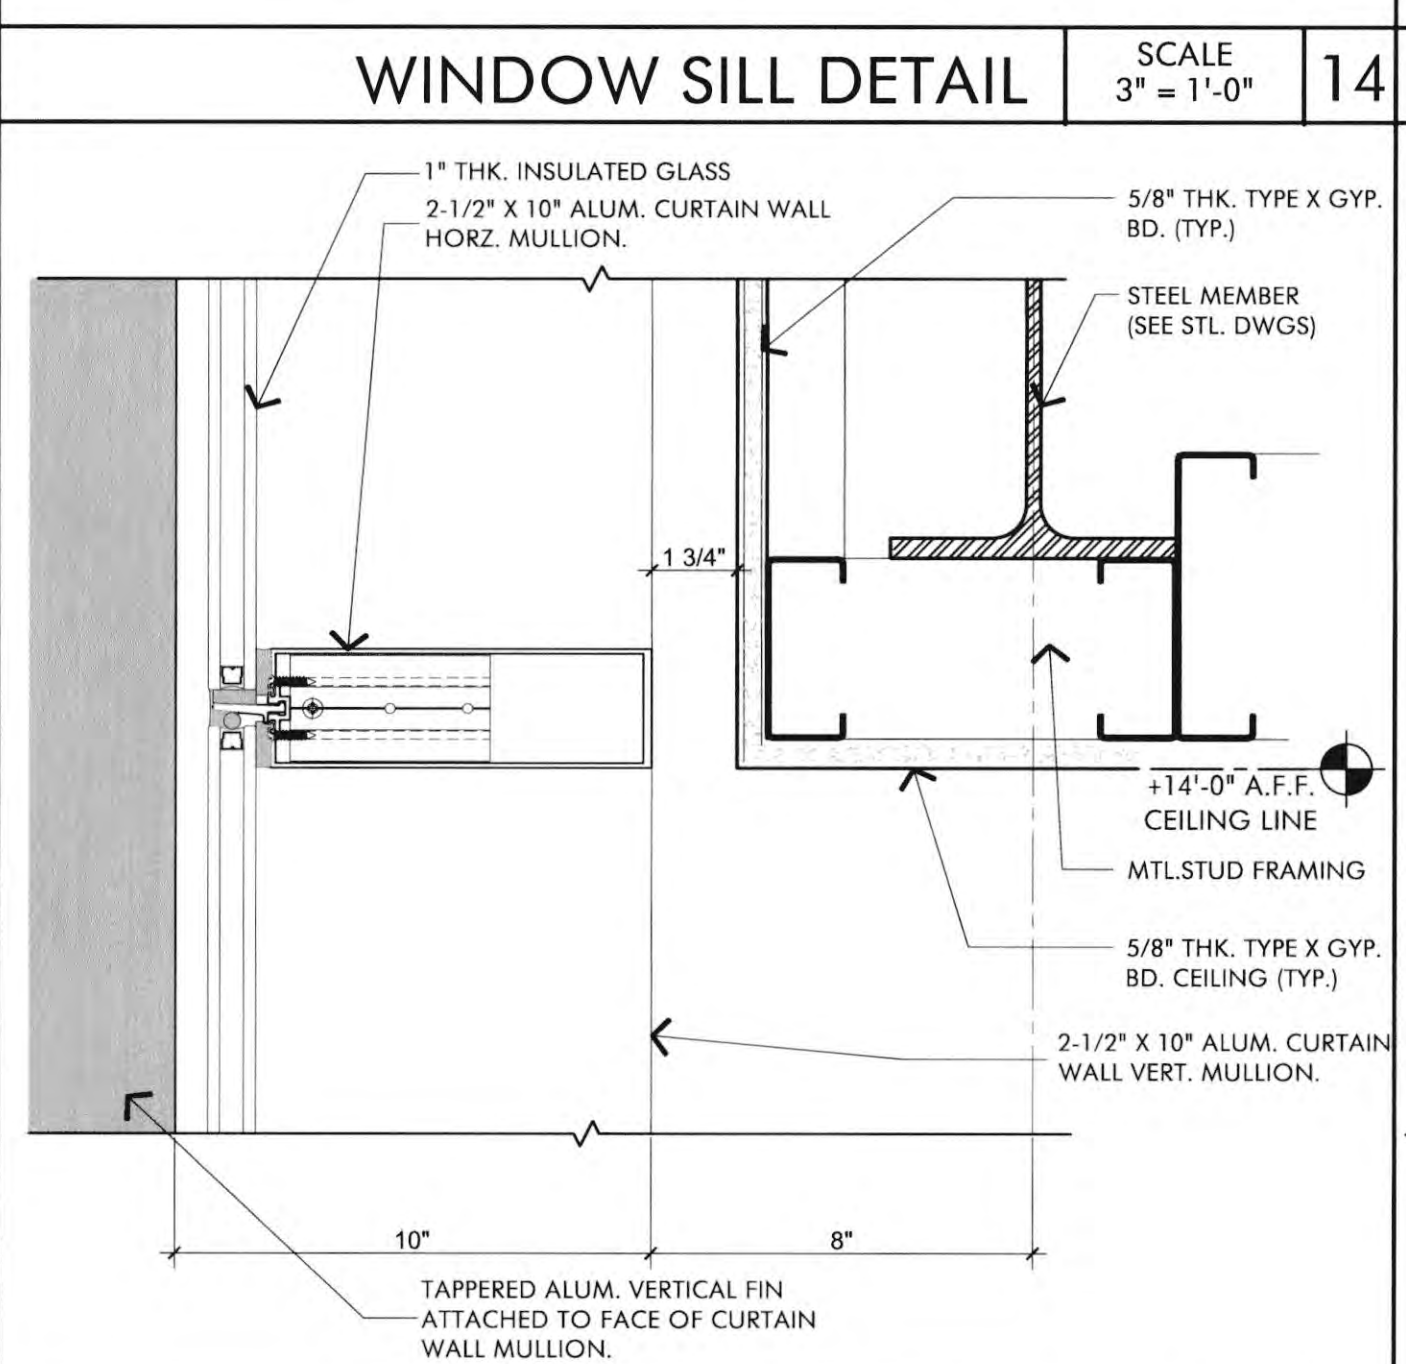 WINDOW SILL DETAIL
SCALE
3" = 1'-0"
14
1" THK. INSULATED GLASS
2-1/2" X 10" ALUM. CURTAIN WALL
HORZ. MULLION.
5/8" THK. TYPE X GYP.
BD. (TYP.)
STEEL MEMBER
(SEE STL. DWGS)
1 3/4"
+14'-0" A.F.F.
CEILING LINE
MTL.STUD FRAMING
5/8" THK. TYPE X GYP.
BD. CEILING (TYP.)
2-1/2" X 10" ALUM. CURTAIN
WALL VERT. MULLION.
10"
8"
TAPPERED ALUM. VERTICAL FIN
ATTACHED TO FACE OF CURTAIN
WALL MULLION.